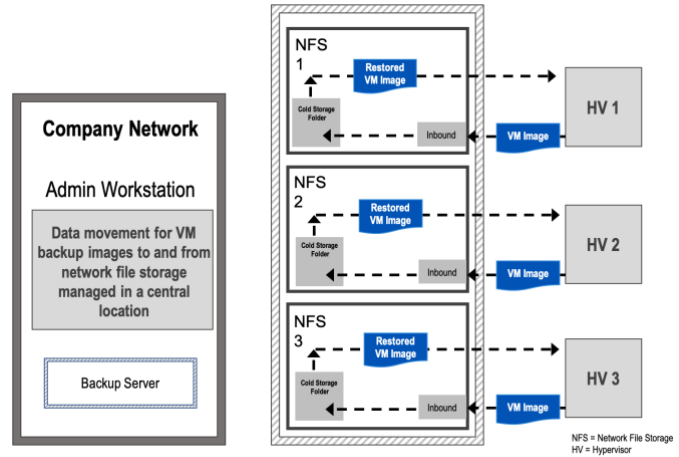 Company Network
Admin Workstation
Data movement for VM
backup images to and from
network file storage
managed in a central
location
Backup Server
NFS
1
Restored
VM Image
Cold Storage
Folder
Inbound
VM Image
HV 1
NFS
2
Restored
VM Image
Cold Storage
Folder
Inbound
VM Image
HV 2
NFS
3
Restored
VM Image
Cold Storage
Folder
Inbound
VM Image
HV 3
NFS = Network File Storage
HV = Hypervisor